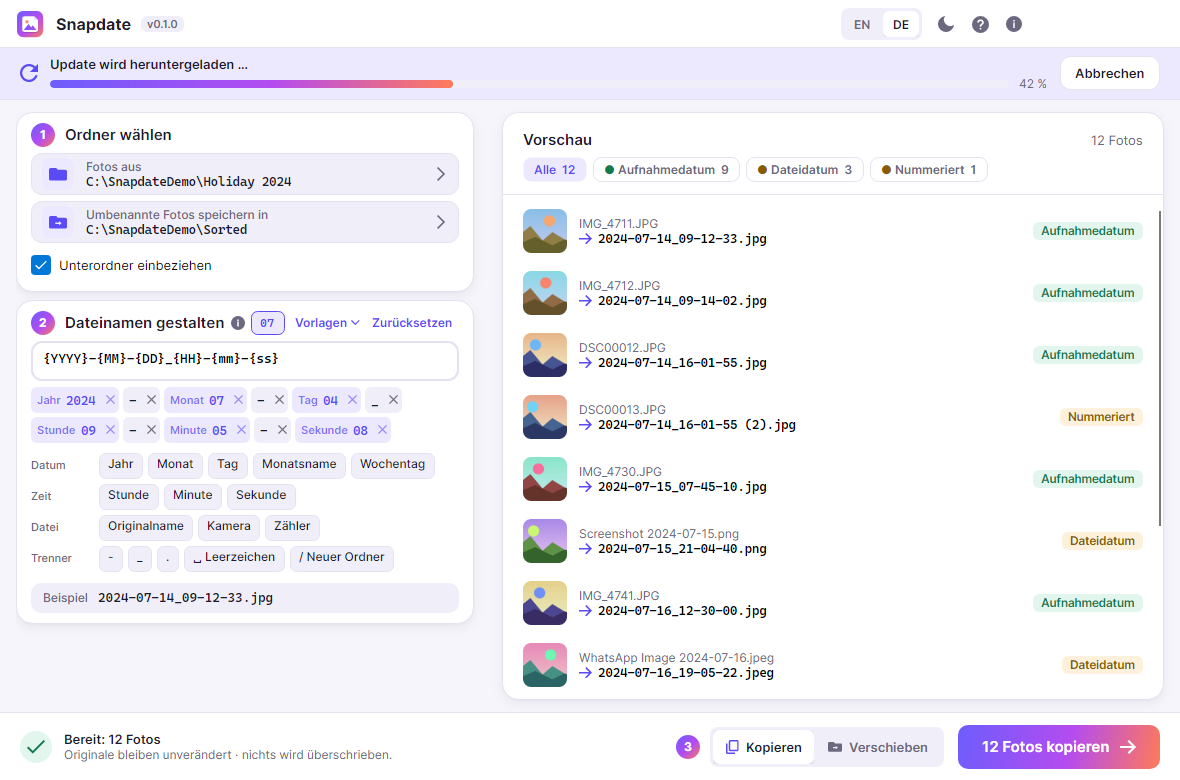 Snapdate v0.1.0 EN DE
Update wird heruntergeladen ...
42 % Abbrechen
1 Ordner wählen
Fotos aus
C:\SnapdateDemo\Holiday 2024
Umbenannte Fotos speichern in
C:\SnapdateDemo\Sorted
Unterordner einbeziehen
2 Dateinamen gestalten 07 Vorlagen Zurücksetzen
{YYYY}-{MM}-{DD}_{HH}-{mm}-{ss}
Jahr 2024 × - × Monat 07 × - × Tag 04 × _ ×
Stunde 09 × - × Minute 05 × - × Sekunde 08 ×
Datum Jahr Monat Tag Monatsname Wochentag
Zeit Stunde Minute Sekunde
Datei Originalname Kamera Zähler
Trenner - _ . ␣ Leerzeichen / Neuer Ordner
Beispiel 2024-07-14_09-12-33.jpg
Vorschau 12 Fotos
Alle 12 Aufnahmedatum 9 Dateidatum 3 Nummeriert 1
IMG_4711.JPG
→ 2024-07-14_09-12-33.jpg Aufnahmedatum
IMG_4712.JPG
→ 2024-07-14_09-14-02.jpg Aufnahmedatum
DSC00012.JPG
→ 2024-07-14_16-01-55.jpg Aufnahmedatum
DSC00013.JPG
→ 2024-07-14_16-01-55 (2).jpg Nummeriert
IMG_4730.JPG
→ 2024-07-15_07-45-10.jpg Aufnahmedatum
Screenshot 2024-07-15.png
→ 2024-07-15_21-04-40.png Dateidatum
IMG_4741.JPG
→ 2024-07-16_12-30-00.jpg Aufnahmedatum
WhatsApp Image 2024-07-16.jpeg
→ 2024-07-16_19-05-22.jpeg Dateidatum
Bereit: 12 Fotos
Originale bleiben unverändert · nichts wird überschrieben.
3 Kopieren Verschieben 12 Fotos kopieren →